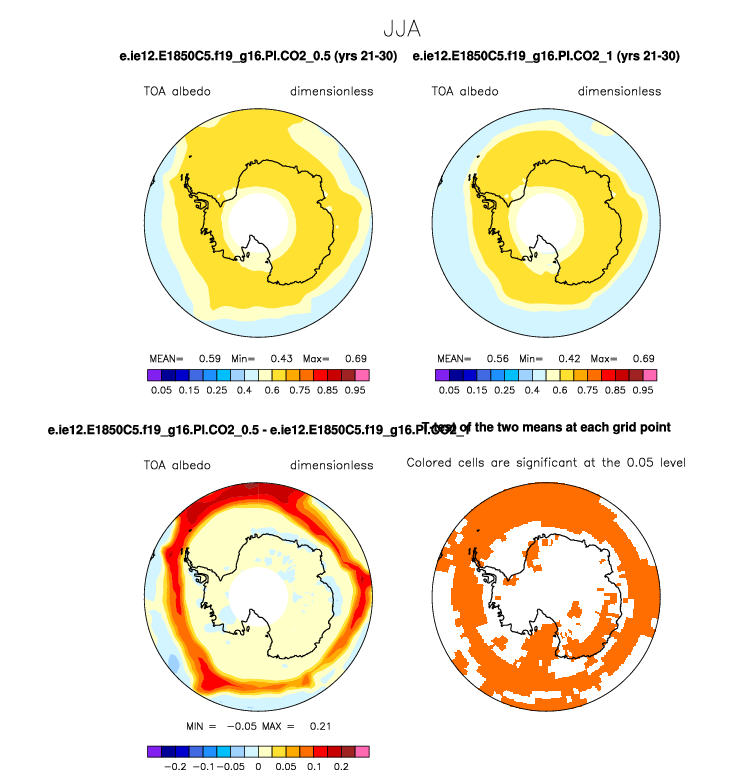 JJA
e.ie12.E1850C5.f19_g16.PI.CO2_0.5 (yrs 21-30) e.ie12.E1850C5.f19_g16.PI.CO2_1 (yrs 21-30)
TOA albedo dimensionless TOA albedo dimensionless
MEAN= 0.59 Min= 0.43 Max= 0.69 MEAN= 0.56 Min= 0.42 Max= 0.69
0.05 0.15 0.25 0.4 0.6 0.75 0.85 0.95 0.05 0.15 0.25 0.4 0.6 0.75 0.85 0.95
e.ie12.E1850C5.f19_g16.PI.CO2_0.5 - e.ie12.E1850C5.f19_g16.PI.CO2_1 T-test of the two means at each grid point
TOA albedo dimensionless Colored cells are significant at the 0.05 level
MIN = -0.05 MAX = 0.21
-0.2 -0.1 -0.05 0 0.05 0.1 0.2